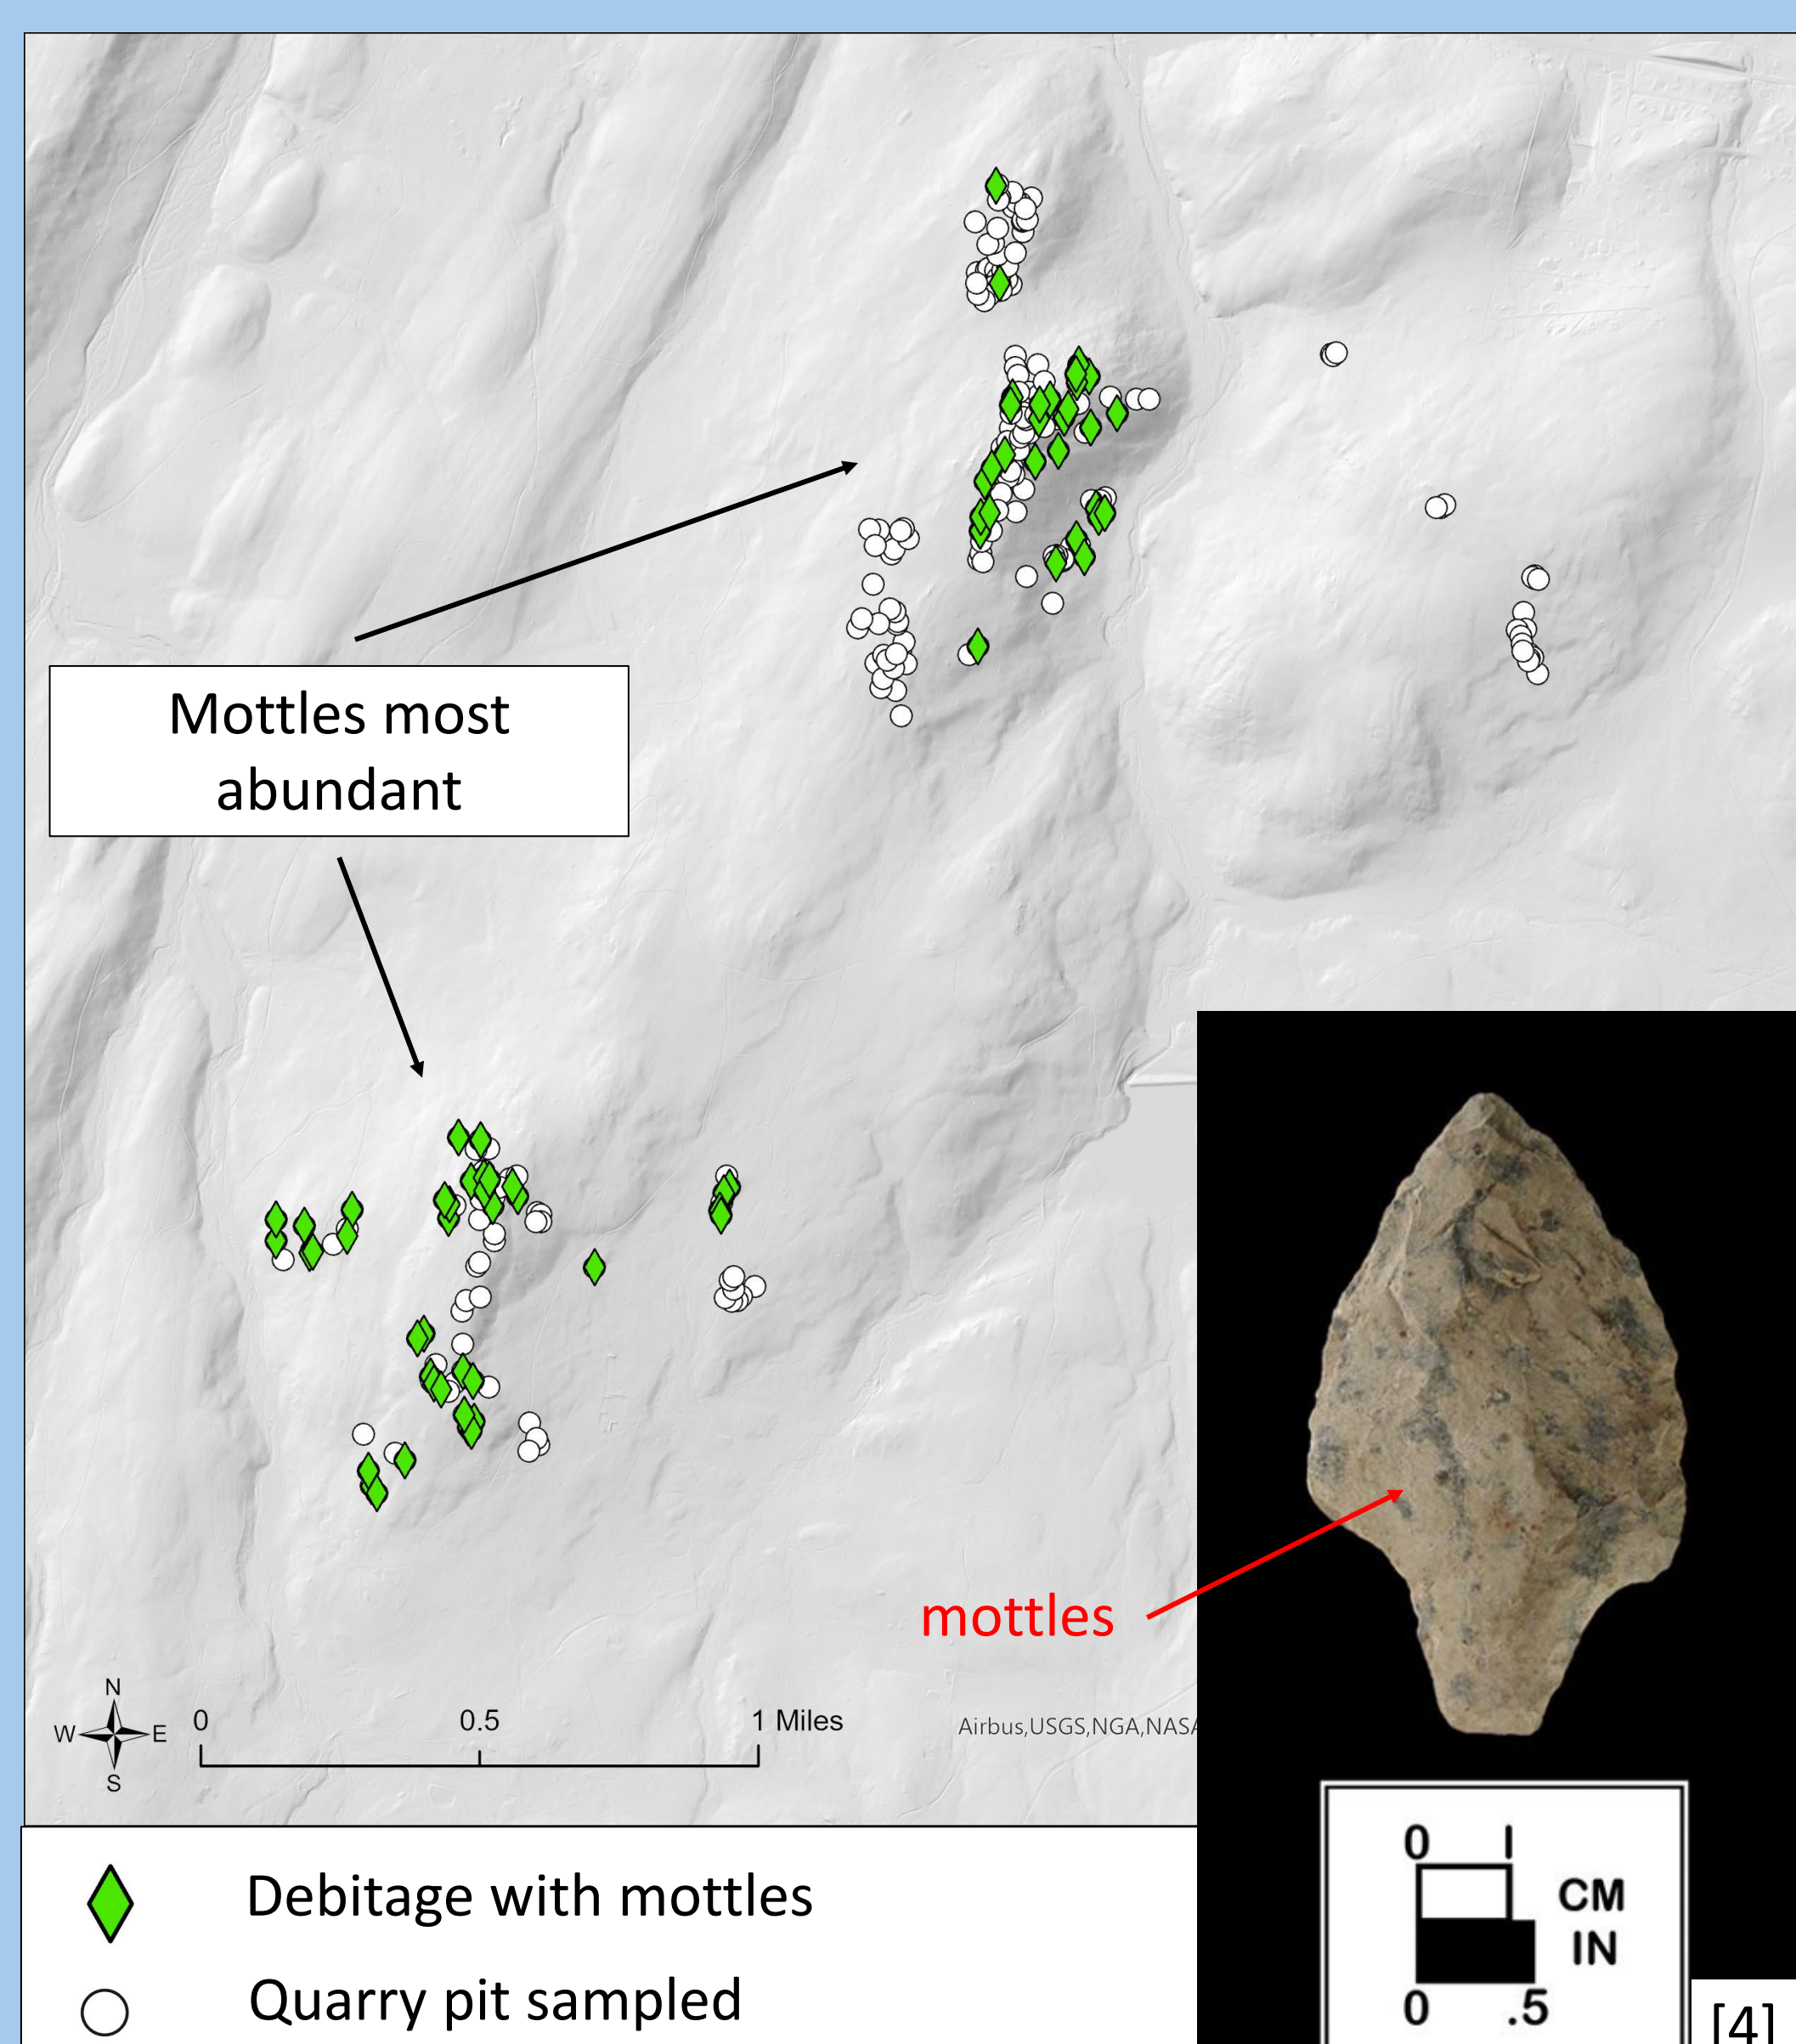 Mottles most
abundant
mottles
N
W
E
S
0
0.5
1 Miles
Airbus,USGS,NGA,NASA
Debitage with mottles
Quarry pit sampled
0 1
CM
IN
0 .5
[4]